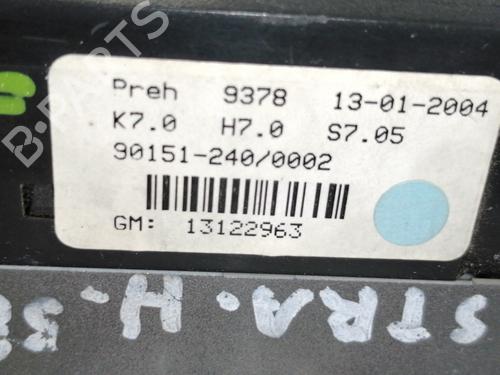 Preh 9378 13-01-2004
K7.0 H7.0 S7.05
90151-240/0002
GM: 13122963
STRA.H.
B-PARTS